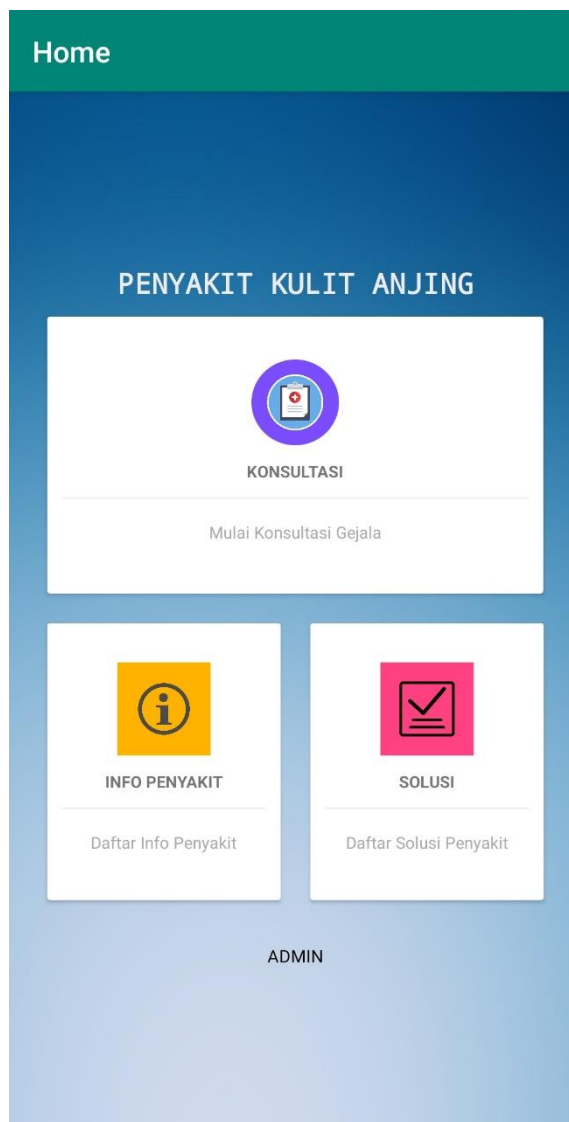 Home
PENYAKIT KULIT ANJING
KONSULTASI
Mulai Konsultasi Gejala
INFO PENYAKIT
SOLUSI
Daftar Info Penyakit
Daftar Solusi Penyakit
ADMIN